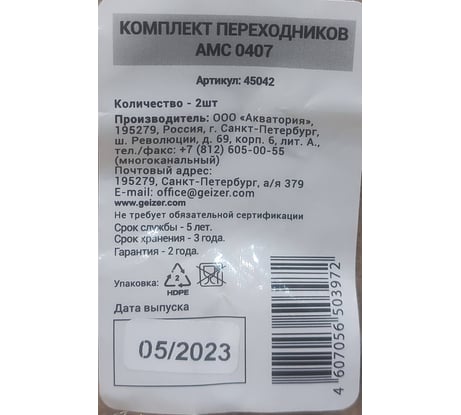 КОМПЛЕКТ ПЕРЕХОДНИКОВ
АМС 0407
Артикул: 45042
Количество - 2шт
Производитель: ООО «Акватория»,
195279, Россия, г. Санкт-Петербург,
ш. Революции, д. 69, корп. 6, лит. А.,
тел./факс: +7 (812) 605-00-55
(многоканальный)
Почтовый адрес:
195279, Санкт-Петербург, а/я 379
E-mail: office@geizer.com
www.geizer.com
Не требует обязательной сертификации
Срок службы - 5 лет.
Срок хранения - 3 года.
Гарантия - 2 года.
Упаковка:
2
HDPE
Дата выпуска
05/2023
4 607056 503972